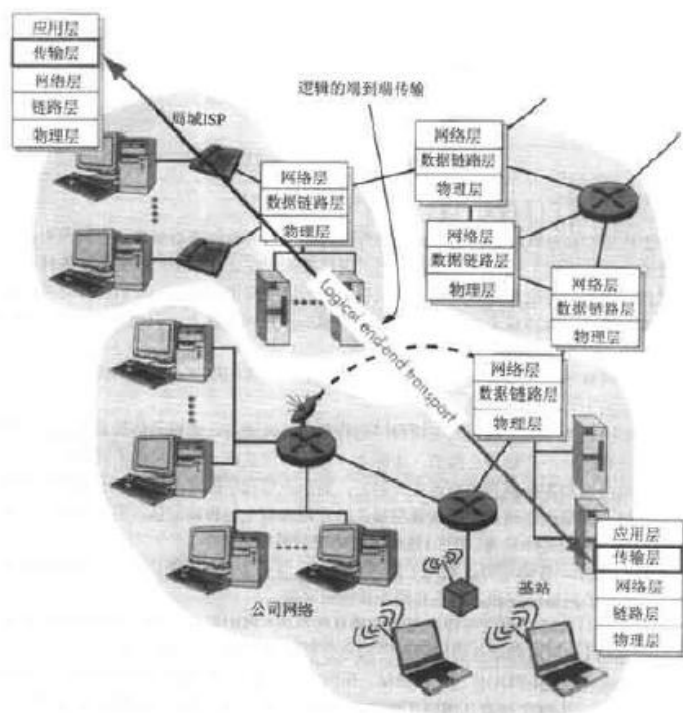 应用层
传输层
网络层
链路层
物理层
局域ISP
逻辑的端到端传输
网络层
数据链路层
物理层
网络层
数据链路层
物理层
网络层
数据链路层
物理层
网络层
数据链路层
物理层
Logical end-end transport
网络层
数据链路层
物理层
应用层
传输层
网络层
链路层
物理层
公司网络
基站